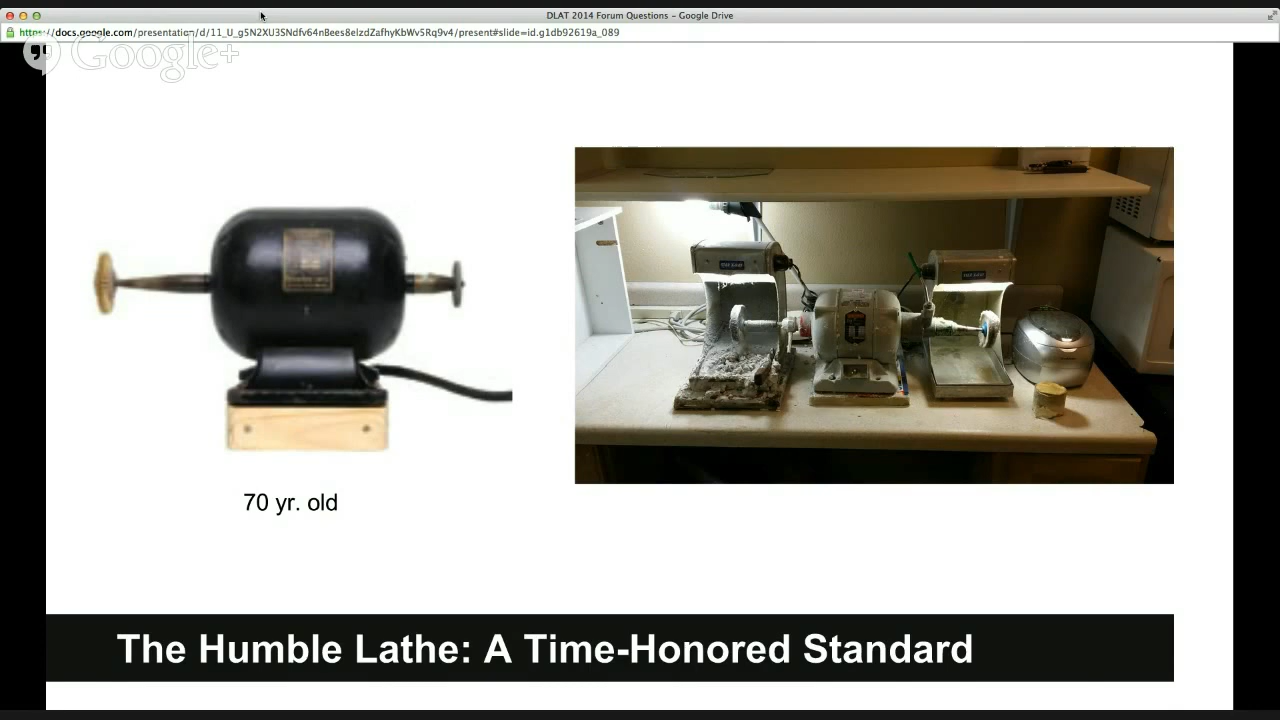 DLAT 2014 Forum Questions - Google Drive
https://docs.google.com/presentation/d/11_U_g5N2XU3SNdfv64nBees8elzdZafhyKbWv5Rq9v4/present#slide=id.g1db92619a_089
Google+
70 yr. old
The Humble Lathe: A Time-Honored Standard